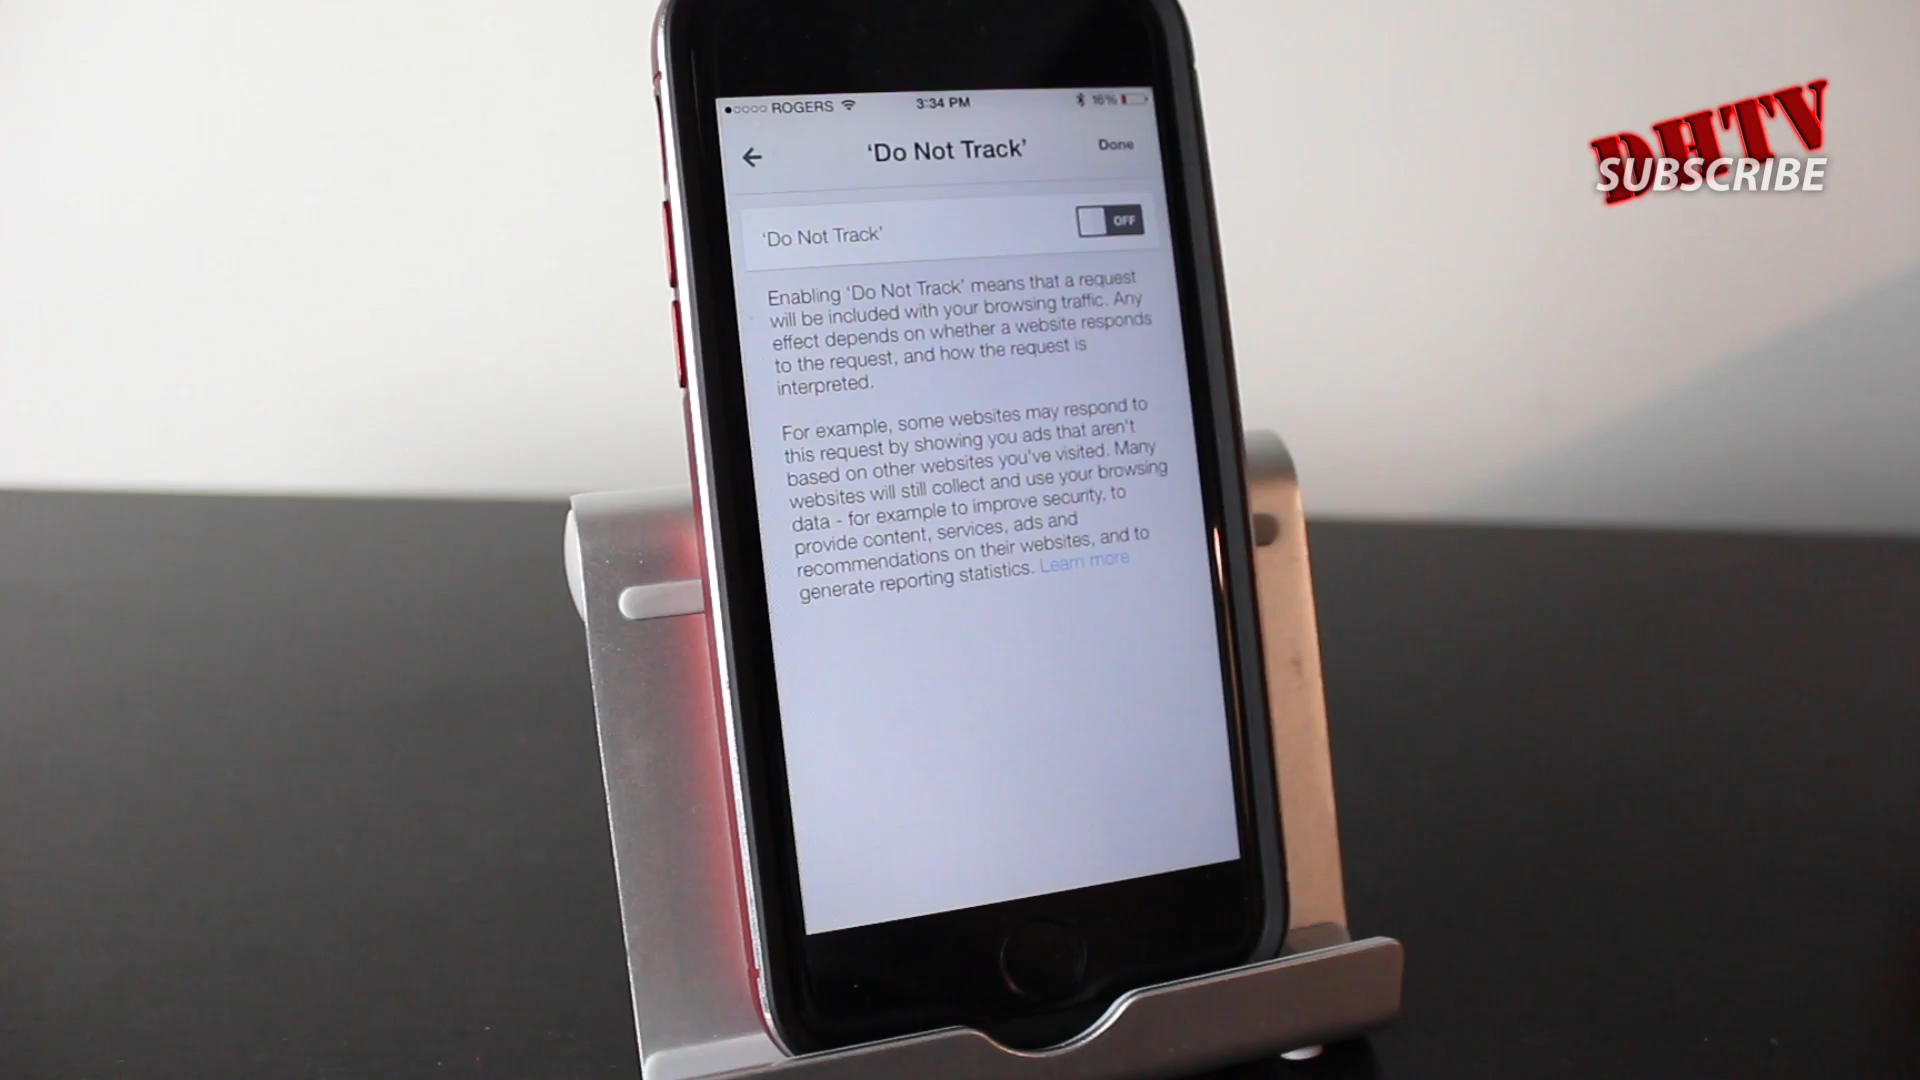 ROGERS 3:34 PM 16%
‘Do Not Track’ Done
‘Do Not Track’ OFF
Enabling ‘Do Not Track’ means that a request
will be included with your browsing traffic. Any
effect depends on whether a website responds
to the request, and how the request is
interpreted.
For example, some websites may respond to
this request by showing you ads that aren't
based on other websites you've visited. Many
websites will still collect and use your browsing
data - for example to improve security, to
provide content, services, ads and
recommendations on their websites, and to
generate reporting statistics. Learn more
DHTV
SUBSCRIBE